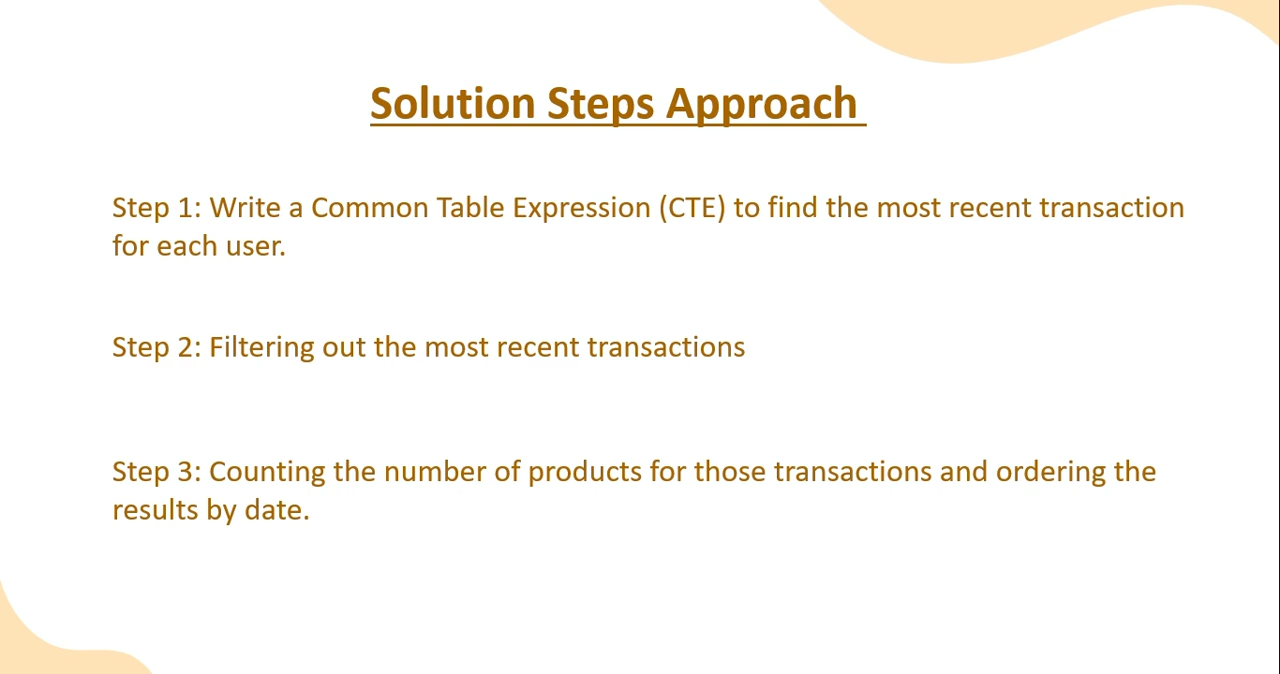 Solution Steps Approach
Step 1: Write a Common Table Expression (CTE) to find the most recent transaction
for each user.
Step 2: Filtering out the most recent transactions
Step 3: Counting the number of products for those transactions and ordering the
results by date.